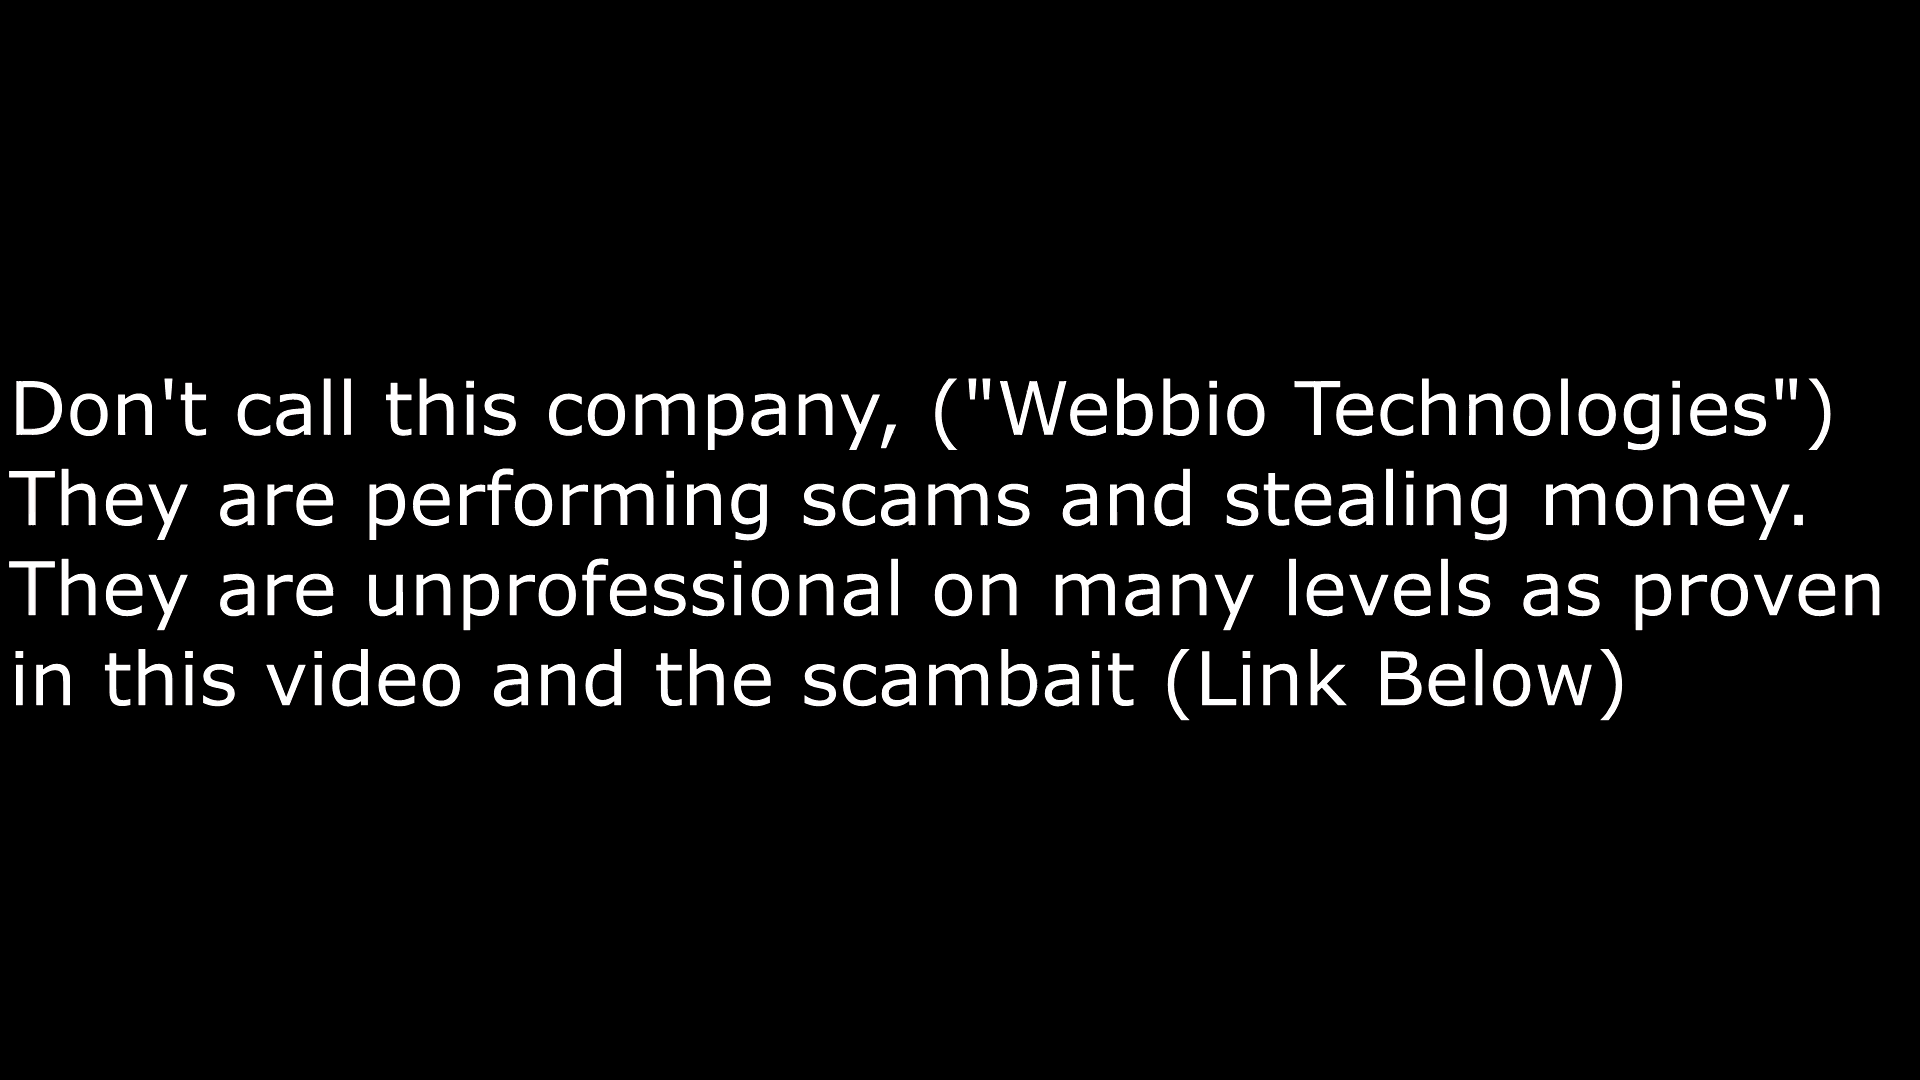 Don't call this company, ("Webbio Technologies")
They are performing scams and stealing money.
They are unprofessional on many levels as proven
in this video and the scambait (Link Below)